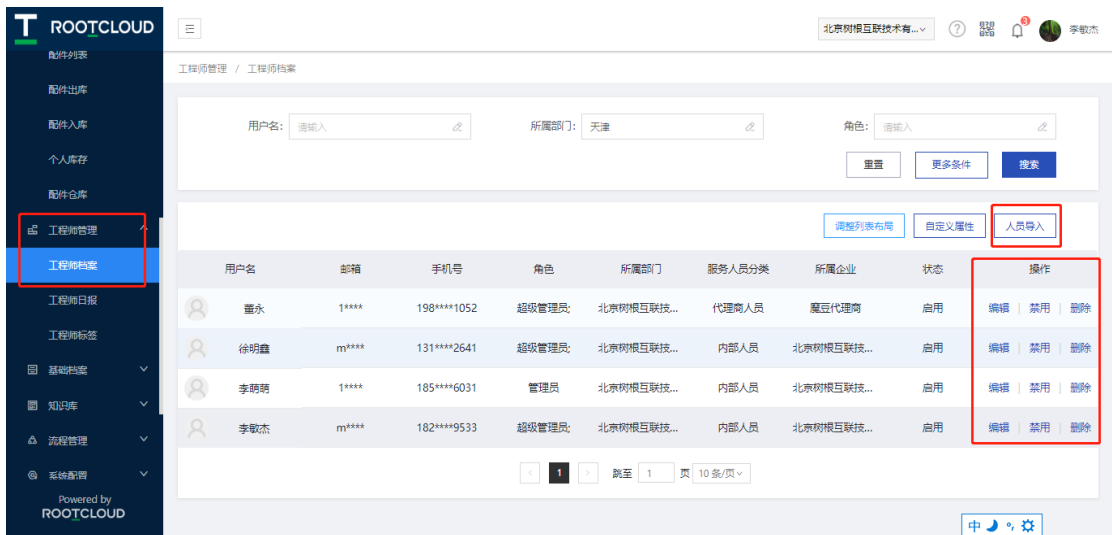 ROOTCLOUD
北京树根互联技术有...
3
李敏杰
配件列表
配件出库
配件入库
个人库存
配件仓库
工程师管理
工程师档案
工程师日报
工程师标签
基础档案
知识库
流程管理
系统配置
Powered by
ROOTCLOUD
工程师管理 / 工程师档案
用户名: 请输入 所属部门: 天津 角色: 请输入
重置 更多条件 搜索
调整列表布局 自定义属性 人员导入
用户名 邮箱 手机号 角色 所属部门 服务人员分类 所属企业 状态 操作
董永 1**** 198****1052 超级管理员; 北京树根互联技... 代理商人员 魔豆代理商 启用 编辑 禁用 删除
徐明鑫 m**** 131****2641 超级管理员; 北京树根互联技... 内部人员 北京树根互联技... 启用 编辑 禁用 删除
李萌萌 1**** 185****6031 管理员 北京树根互联技... 内部人员 北京树根互联技... 启用 编辑 禁用 删除
李敏杰 m**** 182****9533 超级管理员; 北京树根互联技... 内部人员 北京树根互联技... 启用 编辑 禁用 删除
< 1 > 跳至 1 页 10 条/页
中